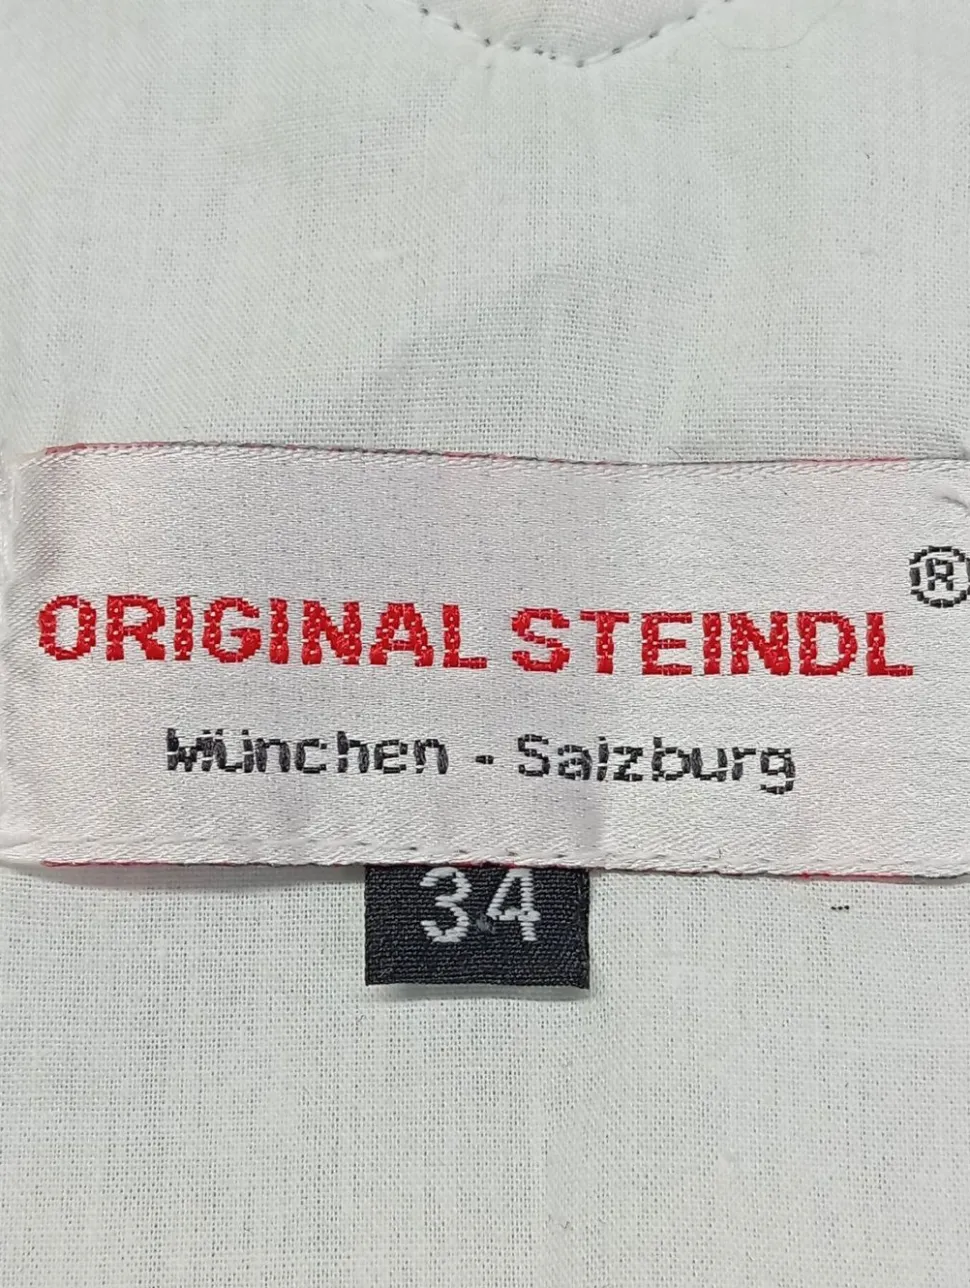 ORIGINAL STEINDL®
München - Salzburg
34